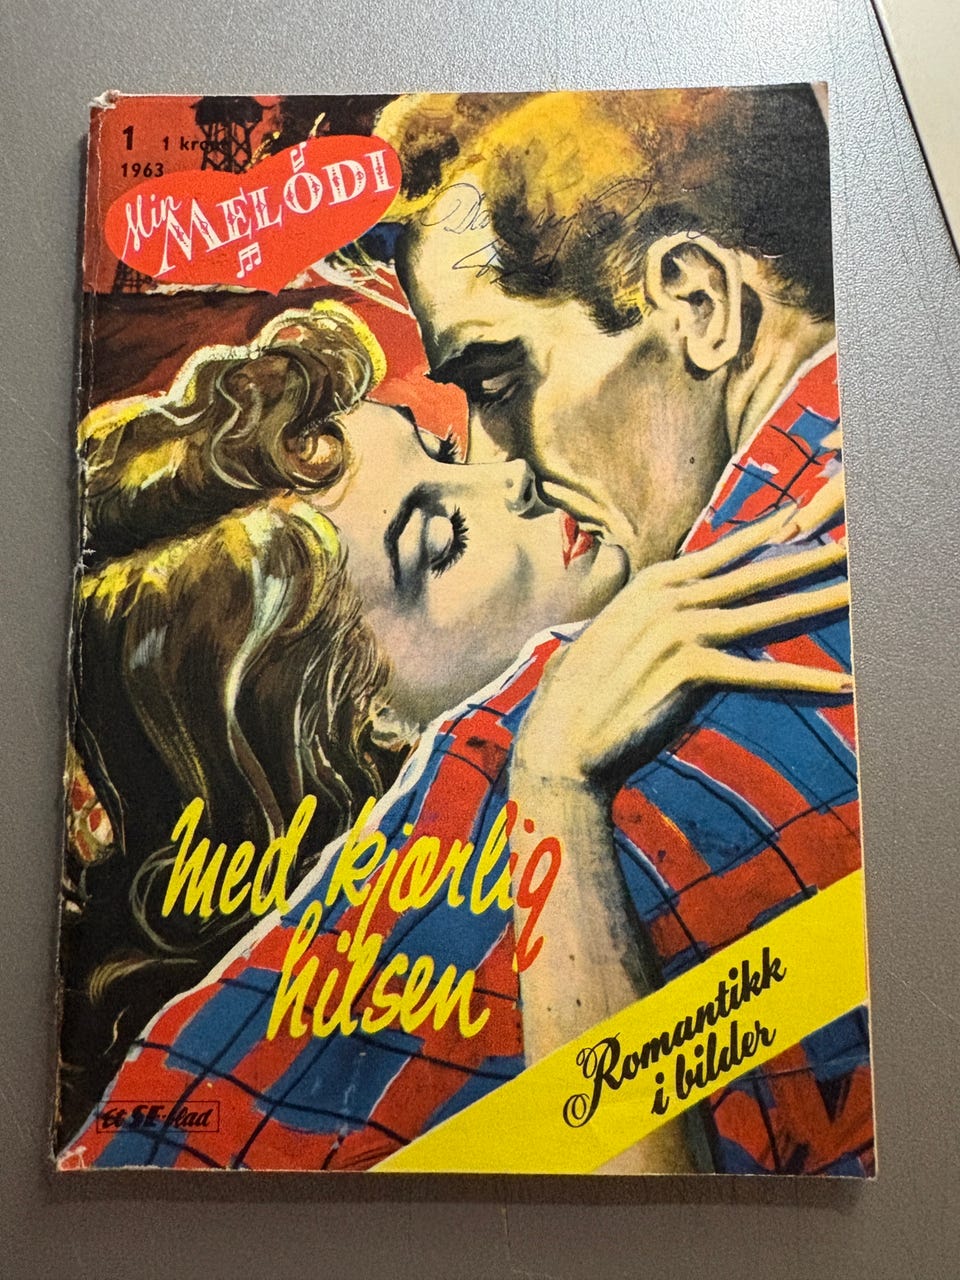 1 1 krone
1963
Min
MELODI
Med kjærlig
hilsen
Romantikk
i bilder
et SE-blad